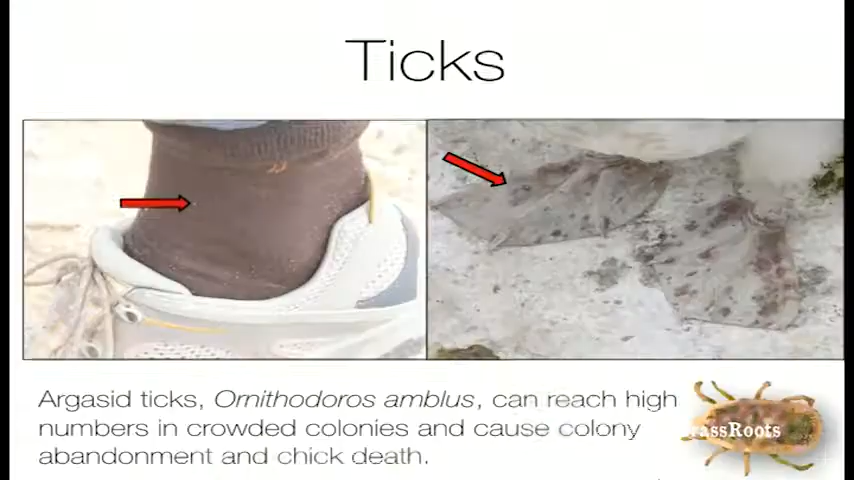 Ticks
Argasid ticks, Ornithodoros amblus, can reach high
numbers in crowded colonies and cause colony
abandonment and chick death.
rassRoots